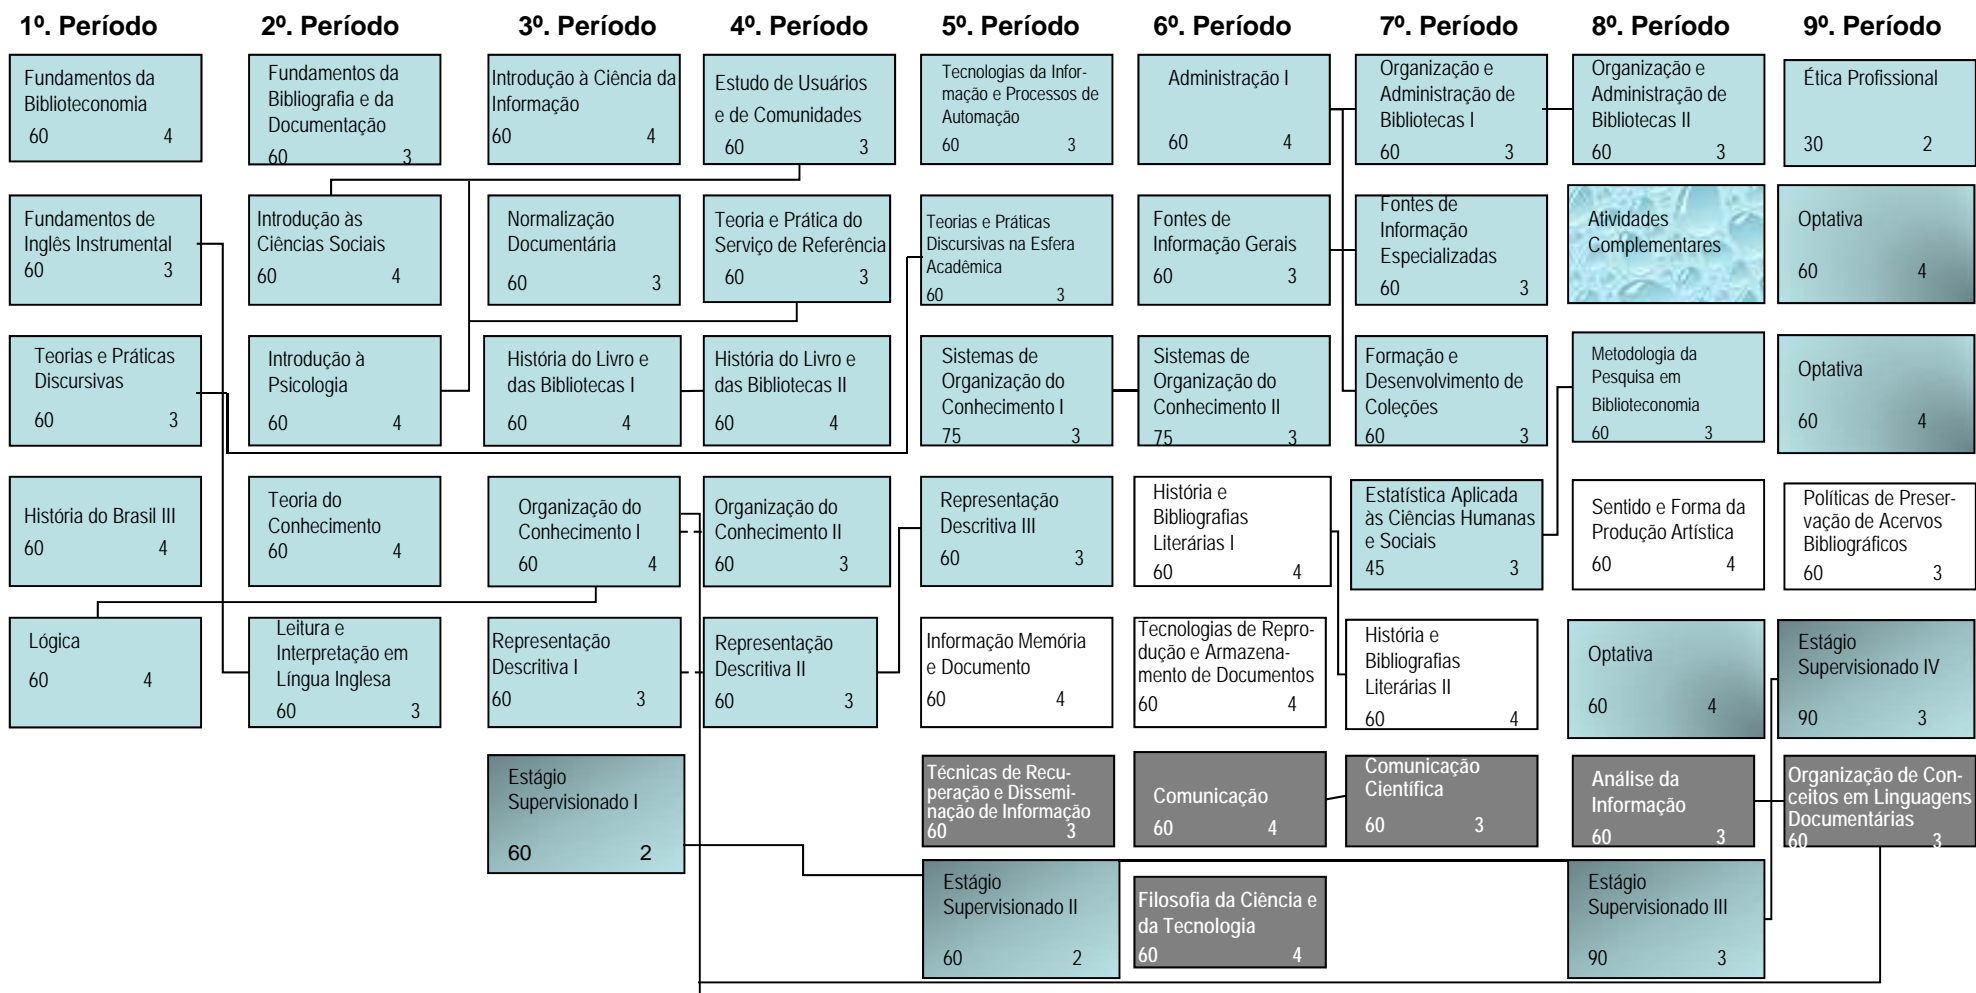 1º. Período
2º. Período
3º. Período
4º. Período
5º. Período
6º. Período
7º. Período
8º. Período
9º. Período
Fundamentos da
Biblioteconomia
60 4
Fundamentos da
Bibliografia e da
Documentação
60 3
Introdução à Ciência da
Informação
60 4
Estudo de Usuários
e de Comunidades
60 3
Tecnologias da Infor-
mação e Processos de
Automação
60 3
Administração I
60 4
Organização e
Administração de
Bibliotecas I
60 3
Organização e
Administração de
Bibliotecas II
60 3
Ética Profissional
30 2
Fundamentos de
Inglês Instrumental
60 3
Introdução às
Ciências Sociais
60 4
Normalização
Documentária
60 3
Teoria e Prática do
Serviço de Referência
60 3
Teorias e Práticas
Discursivas na Esfera
Acadêmica
60 3
Fontes de
Informação Gerais
60 3
Fontes de
Informação
Especializadas
60 3
Atividades
Complementares
Optativa
60 4
Teorias e Práticas
Discursivas
60 3
Introdução à
Psicologia
60 4
História do Livro e
das Bibliotecas I
60 4
História do Livro e
das Bibliotecas II
60 4
Sistemas de
Organização do
Conhecimento I
75 3
Sistemas de
Organização do
Conhecimento II
75 3
Formação e
Desenvolvimento de
Coleções
60 3
Metodologia da
Pesquisa em
Biblioteconomia
60 3
Optativa
60 4
História do Brasil III
60 4
Teoria do
Conhecimento
60 4
Organização do
Conhecimento I
60 4
Organização do
Conhecimento II
60 3
Representação
Descritiva III
60 3
História e
Bibliografias
Literárias I
60 4
Estatística Aplicada
às Ciências Humanas
e Sociais
45 3
Sentido e Forma da
Produção Artística
60 4
Políticas de Preser-
vação de Acervos
Bibliográficos
60 3
Lógica
60 4
Leitura e
Interpretação em
Língua Inglesa
60 3
Representação
Descritiva I
60 3
Representação
Descritiva II
60 3
Informação Memória
e Documento
60 4
Tecnologias de Repro-
dução e Armazena-
mento de Documentos
60 4
História e
Bibliografias
Literárias II
60 4
Optativa
60 4
Estágio
Supervisionado IV
90 3
Estágio
Supervisionado I
60 2
Técnicas de Recu-
peração e Dissemi-
nação de Informação
60 3
Comunicação
60 4
Comunicação
Científica
60 3
Análise da
Informação
60 3
Organização de Con-
ceitos em Linguagens
Documentárias
60 3
Estágio
Supervisionado II
60 2
Filosofia da Ciência e
da Tecnologia
60 4
Estágio
Supervisionado III
90 3